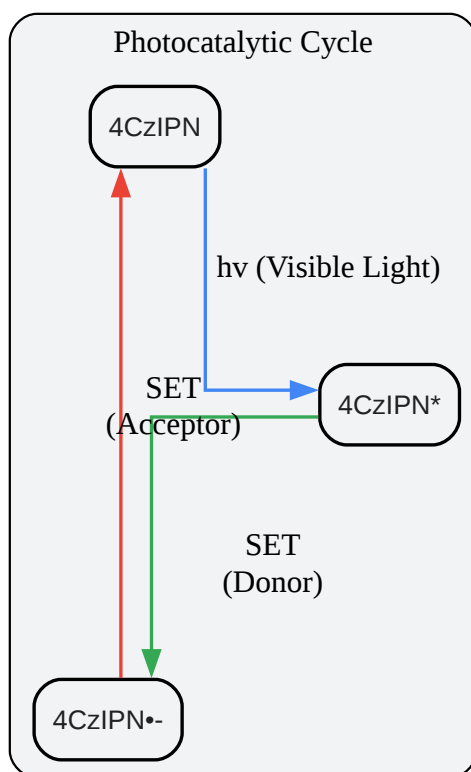 Photocatalytic Cycle
4CzIPN
hv (Visible Light)
4CzIPN*
SET
(Acceptor)
SET
(Donor)
4CzIPN•-